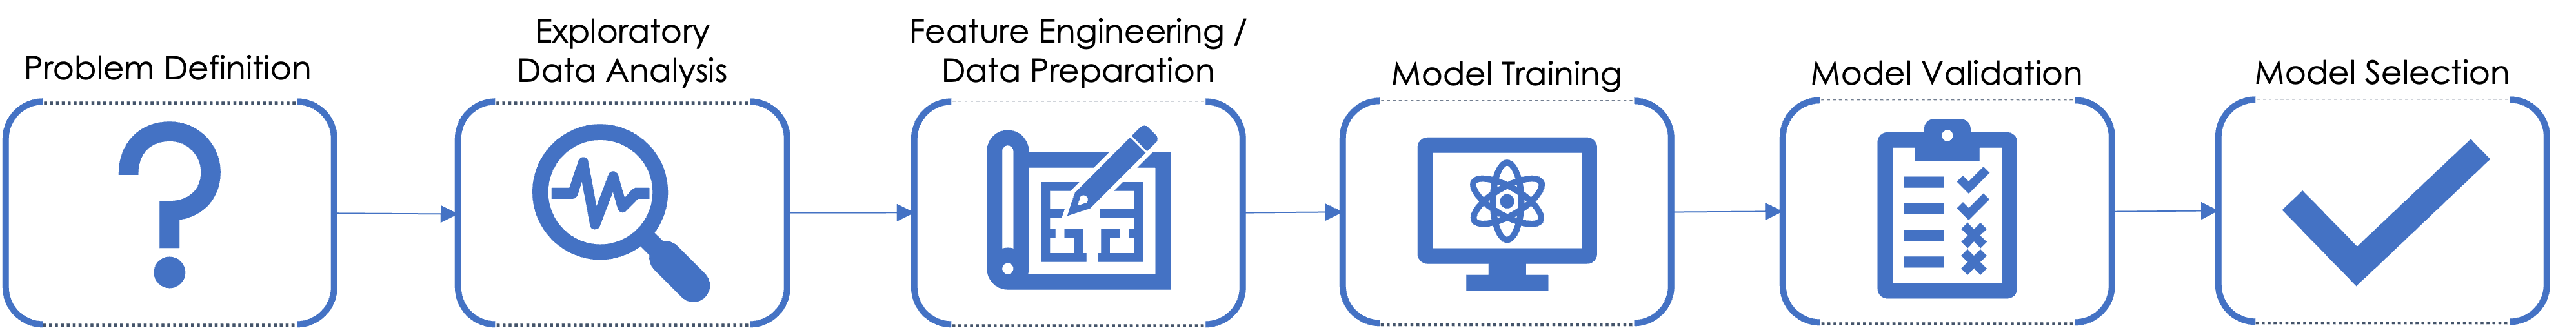 Problem Definition
Exploratory
Data Analysis
Feature Engineering /
Data Preparation
Model Training
Model Validation
Model Selection